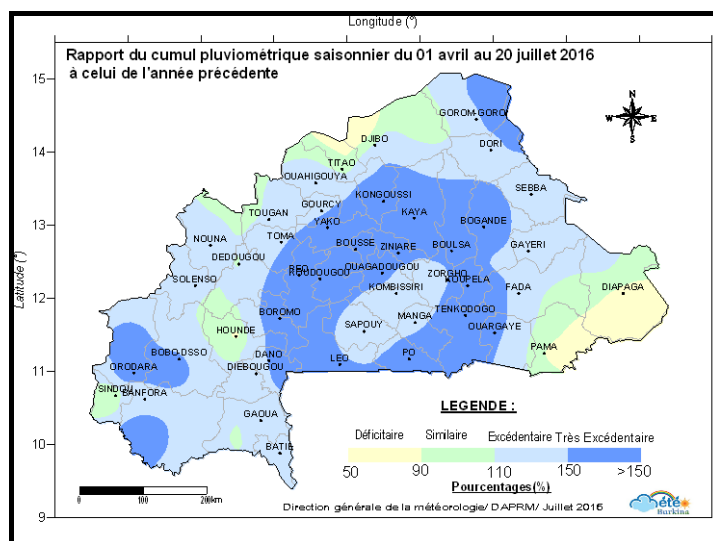 Longitude (°)
Rapport du cumul pluviométrique saisonnier du 01 avril au 20 juillet 2016
à celui de l'année précédente
15
14
13
12
11
10
9
Latitude (°)
N
W E
S
GOROM-GORO
DJIBO
DORI
TITAO
OUAHIGOUYA
SEBBA
KONGOUSSI
GOURCY
TOUGAN
KAYA
YAKO
BOGANDE
TOMA
NOUNA
BOUSSE
ZINIARE
BOULSA
GAYERI
DEDOUGOU
REO
OUAGADOUGOU
KOUDOUGOU
ZORGHO
KOUPELA
SOLENSO
KOMBISSIRI
FADA
DIAPAGA
BOROMO
MANGA
TENKODOGO
SAPOUY
OUARGAYE
HOUNDE
BOBO-DSSO
DANO
LEO
PO
PAMA
ORODARA
DIEBOUGOU
SINDOU
BANFORA
GAOUA
BATIE
LEGENDE :
Déficitaire Similaire Excédentaire Très Excédentaire
50 90 110 150 >150
Pourcentages(%)
0 100 200km
Direction générale de la météorologie/ DAPRM/ Juillet 2016
été
Burkina